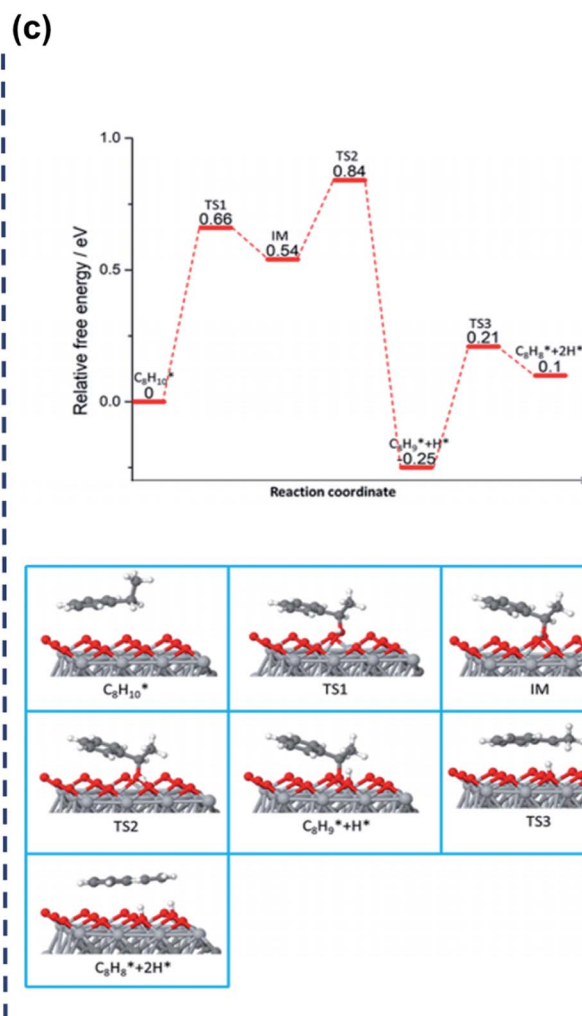 (c)
Relative free energy / eV
1.0
0.5
0.0
C₈H₁₀*
0
TS1
0.66
IM
0.54
TS2
0.84
C₈H₉*+H*
-0.25
TS3
0.21
C₈H₈*+2H*
0.1
Reaction coordinate
C₈H₁₀*
TS1
IM
TS2
C₈H₉*+H*
TS3
C₈H₈*+2H*